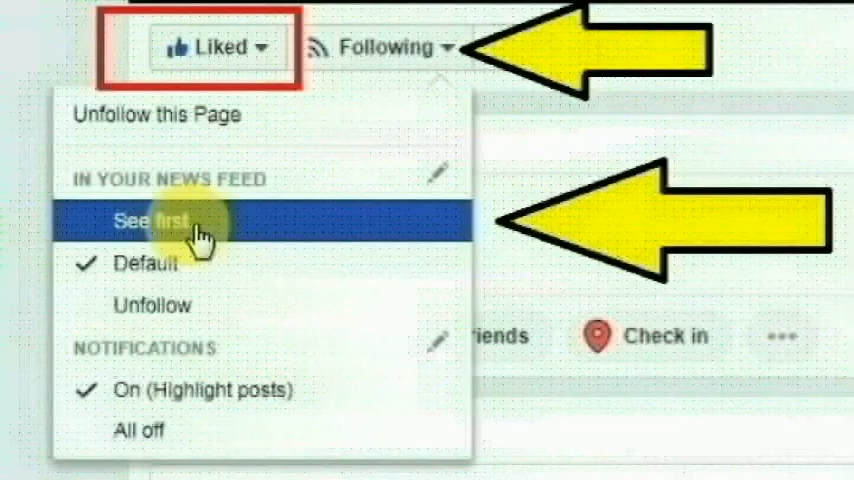 Liked Following
Unfollow this Page
IN YOUR NEWS FEED
See first
Default
Unfollow
riends Check in
NOTIFICATIONS
On (Highlight posts)
All off